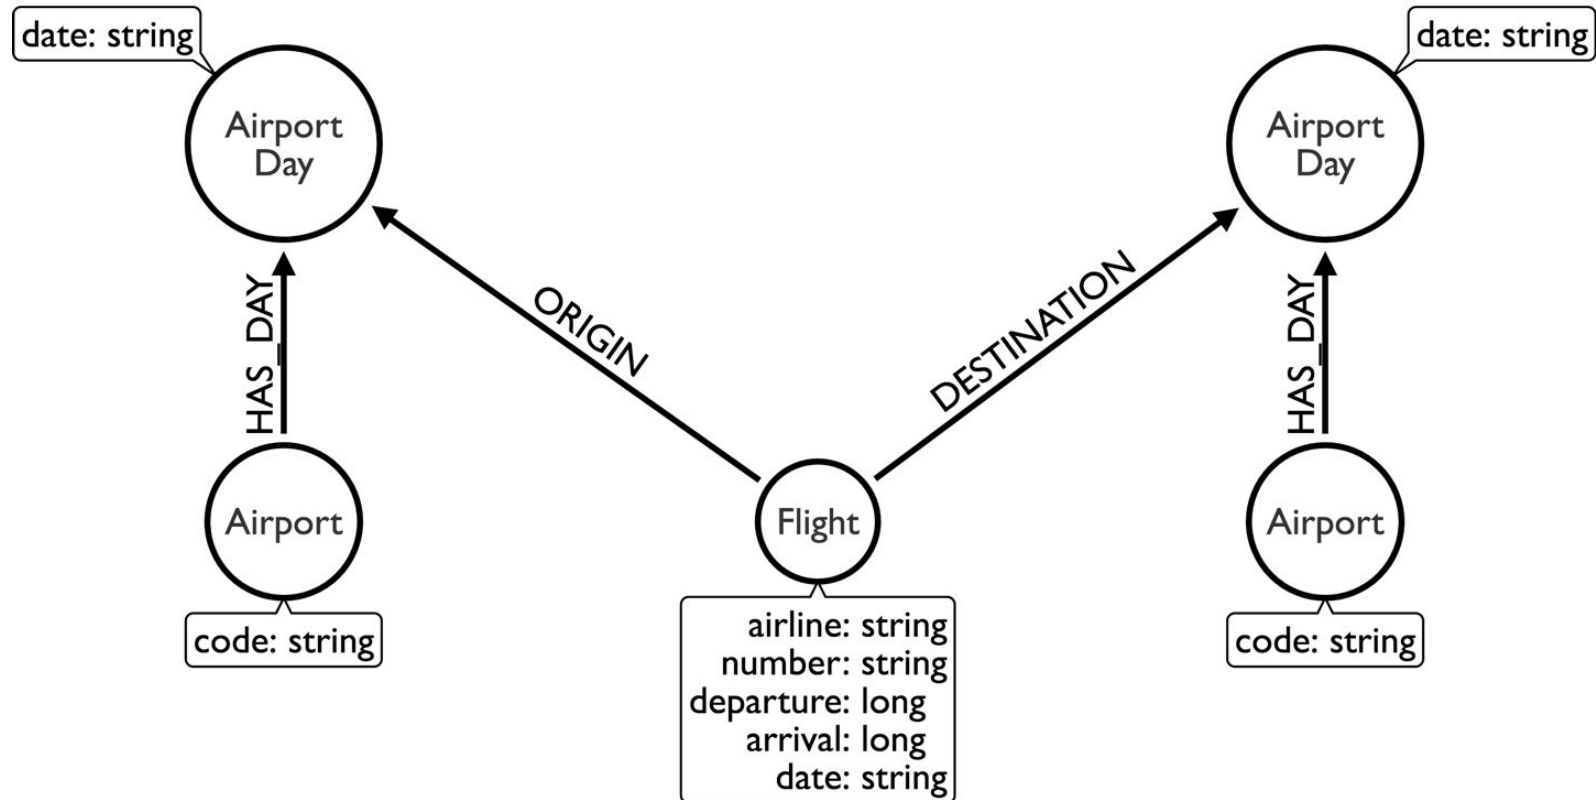 date: string
date: string
Airport
Day
Airport
Day
HAS_DAY
ORIGIN
DESTINATION
HAS_DAY
Airport
Flight
Airport
code: string
airline: string
number: string
departure: long
arrival: long
date: string
code: string